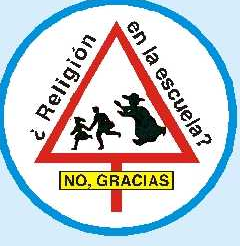 ¿Religión en la escuela?
NO, GRACIAS